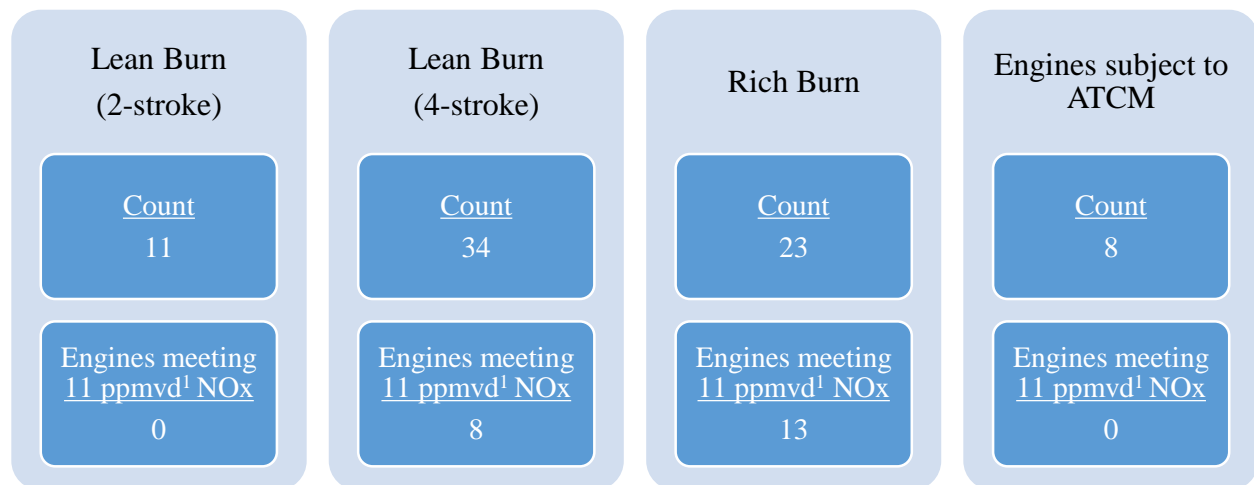 Lean Burn
(2-stroke)
Count
11
Engines meeting
11 ppmvd¹ NOx
0
Lean Burn
(4-stroke)
Count
34
Engines meeting
11 ppmvd¹ NOx
8
Rich Burn
Count
23
Engines meeting
11 ppmvd¹ NOx
13
Engines subject to
ATCM
Count
8
Engines meeting
11 ppmvd¹ NOx
0